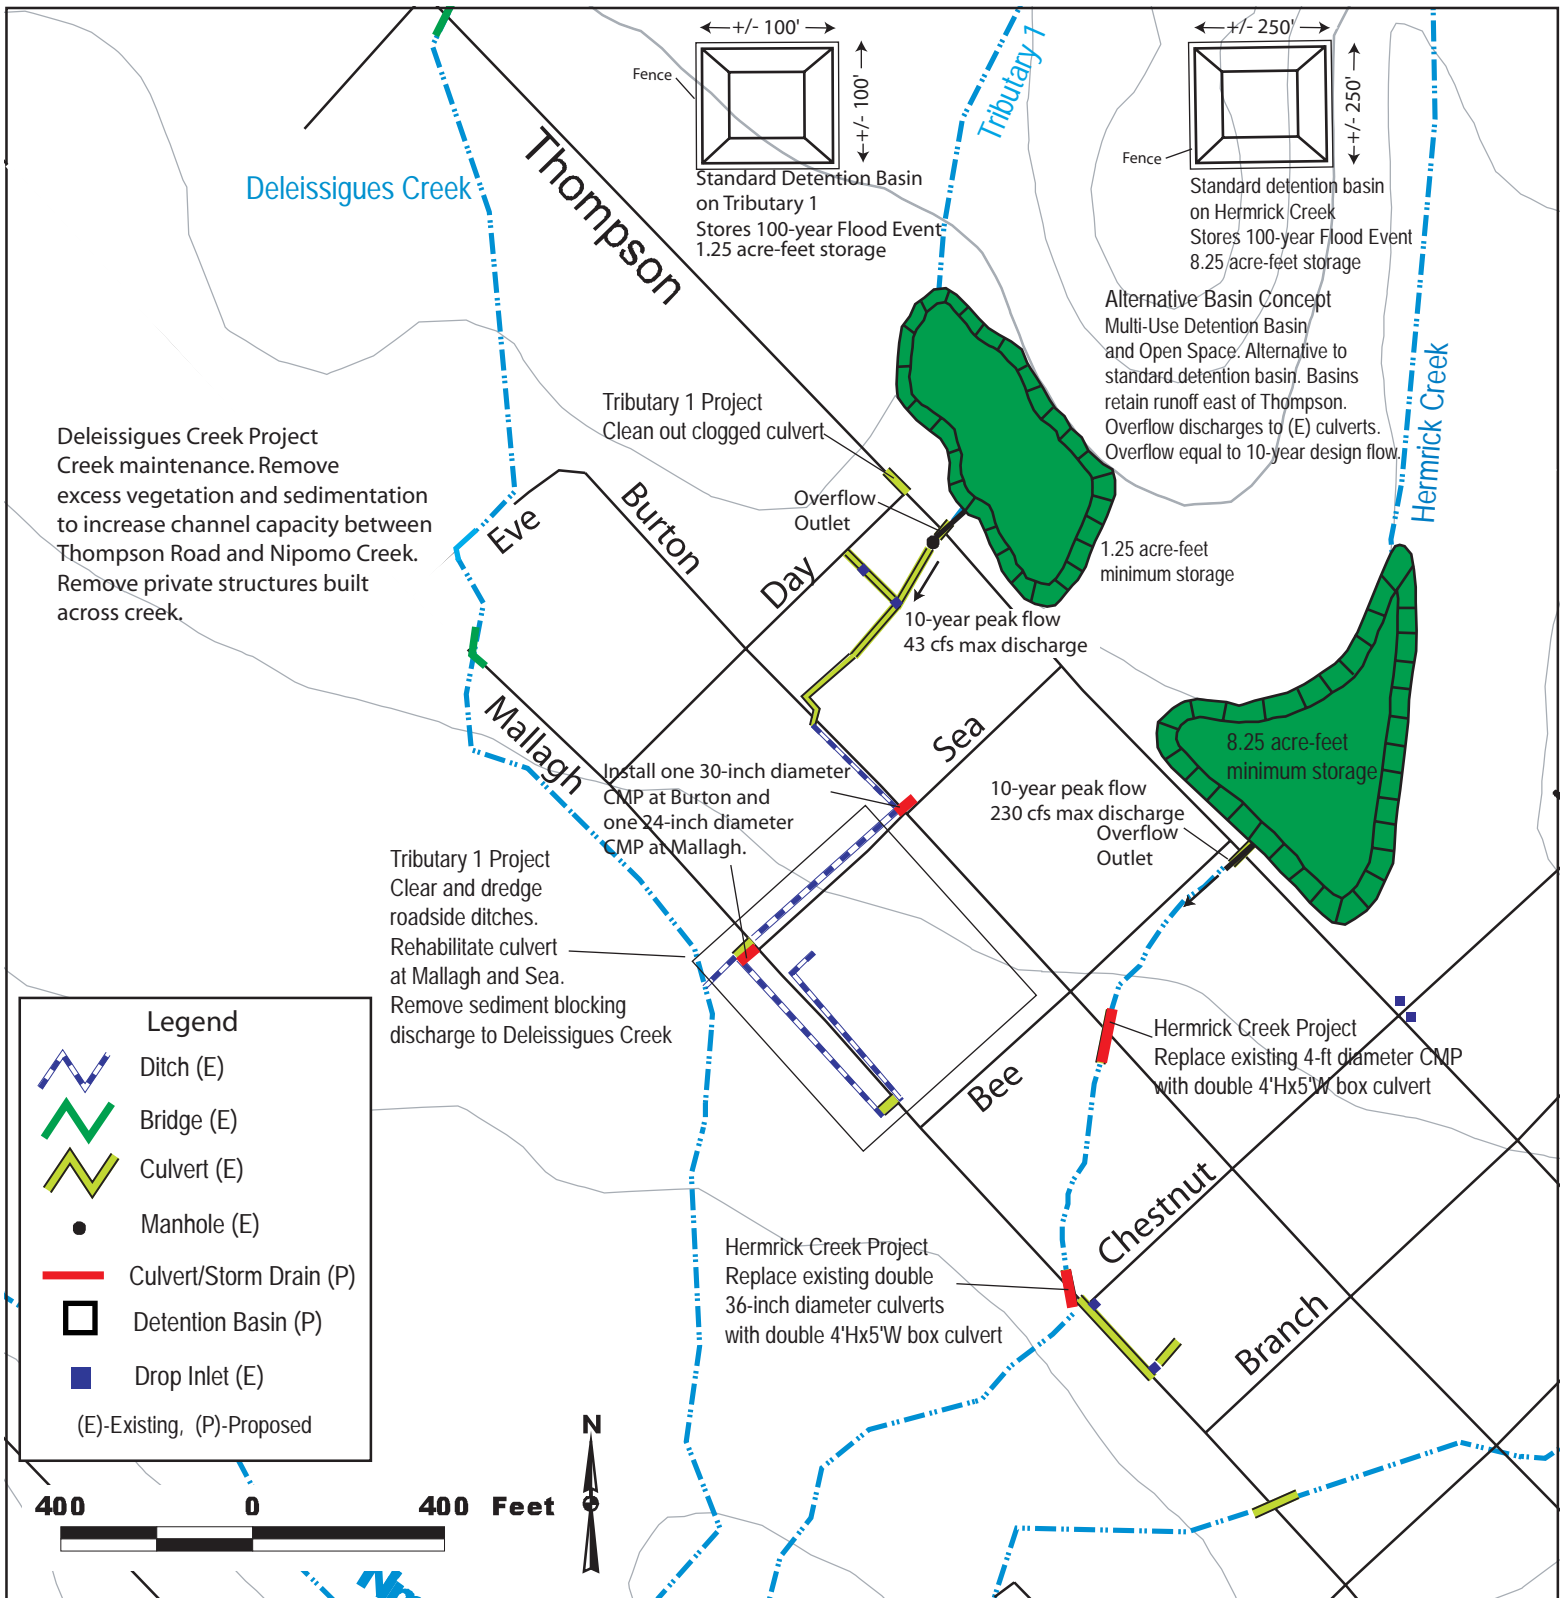 +/- 100'
+/- 100'
Fence
Standard Detention Basin
on Tributary 1
Stores 100-year Flood Event
1.25 acre-feet storage
+/- 250'
+/- 250'
Fence
Standard detention basin
on Hermrick Creek
Stores 100-year Flood Event
8.25 acre-feet storage
Tributary 1
Deleissigues Creek
Thompson
Hermrick Creek
Alternative Basin Concept
Multi-Use Detention Basin
and Open Space. Alternative to
standard detention basin. Basins
retain runoff east of Thompson.
Overflow discharges to (E) culverts.
Overflow equal to 10-year design flow.
Tributary 1 Project
Clean out clogged culvert
Deleissigues Creek Project
Creek maintenance. Remove
excess vegetation and sedimentation
to increase channel capacity between
Thompson Road and Nipomo Creek.
Remove private structures built
across creek.
Eve
Burton
Day
Overflow
Outlet
1.25 acre-feet
minimum storage
10-year peak flow
43 cfs max discharge
Mallagh
Sea
8.25 acre-feet
minimum storage
Install one 30-inch diameter
CMP at Burton and
one 24-inch diameter
CMP at Mallagh.
10-year peak flow
230 cfs max discharge
Overflow
Outlet
Tributary 1 Project
Clear and dredge
roadside ditches.
Rehabilitate culvert
at Mallagh and Sea.
Remove sediment blocking
discharge to Deleissigues Creek
Bee
Hermrick Creek Project
Replace existing 4-ft diameter CMP
with double 4'Hx5'W box culvert
Chestnut
Hermrick Creek Project
Replace existing double
36-inch diameter culverts
with double 4'Hx5'W box culvert
Branch
Legend
Ditch (E)
Bridge (E)
Culvert (E)
Manhole (E)
Culvert/Storm Drain (P)
Detention Basin (P)
Drop Inlet (E)
(E)-Existing, (P)-Proposed
400 0 400 Feet
N